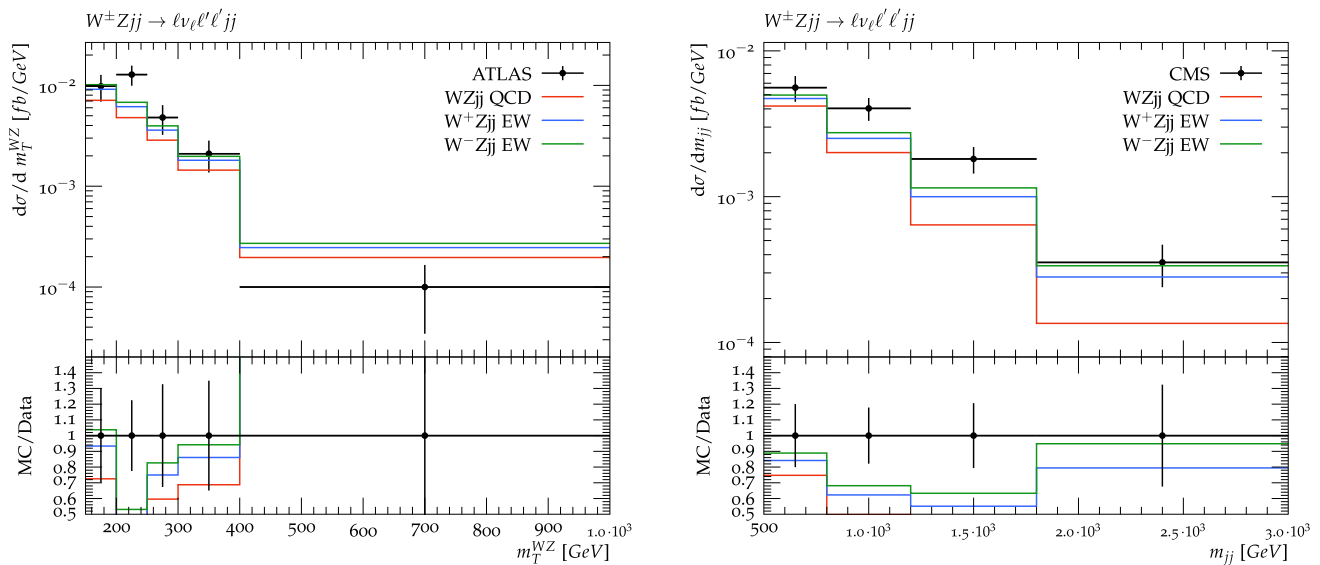 W±Zjj → ℓνℓℓ′ℓ′jj
dσ/d m_T^WZ [fb/GeV]
10⁻²
10⁻³
10⁻⁴
ATLAS
WZjj QCD
W⁺Zjj EW
W⁻Zjj EW
MC/Data
1.4
1.3
1.2
1.1
1
0.9
0.8
0.7
0.6
0.5
200 300 400 500 600 700 800 900 1.0·10³
m_T^WZ [GeV]
W±Zjj → ℓνℓℓ′ℓ′jj
dσ/dm_jj [fb/GeV]
10⁻²
10⁻³
10⁻⁴
CMS
WZjj QCD
W⁺Zjj EW
W⁻Zjj EW
MC/Data
1.4
1.3
1.2
1.1
1
0.9
0.8
0.7
0.6
0.5
500 1.0·10³ 1.5·10³ 2.0·10³ 2.5·10³ 3.0·10³
m_jj [GeV]